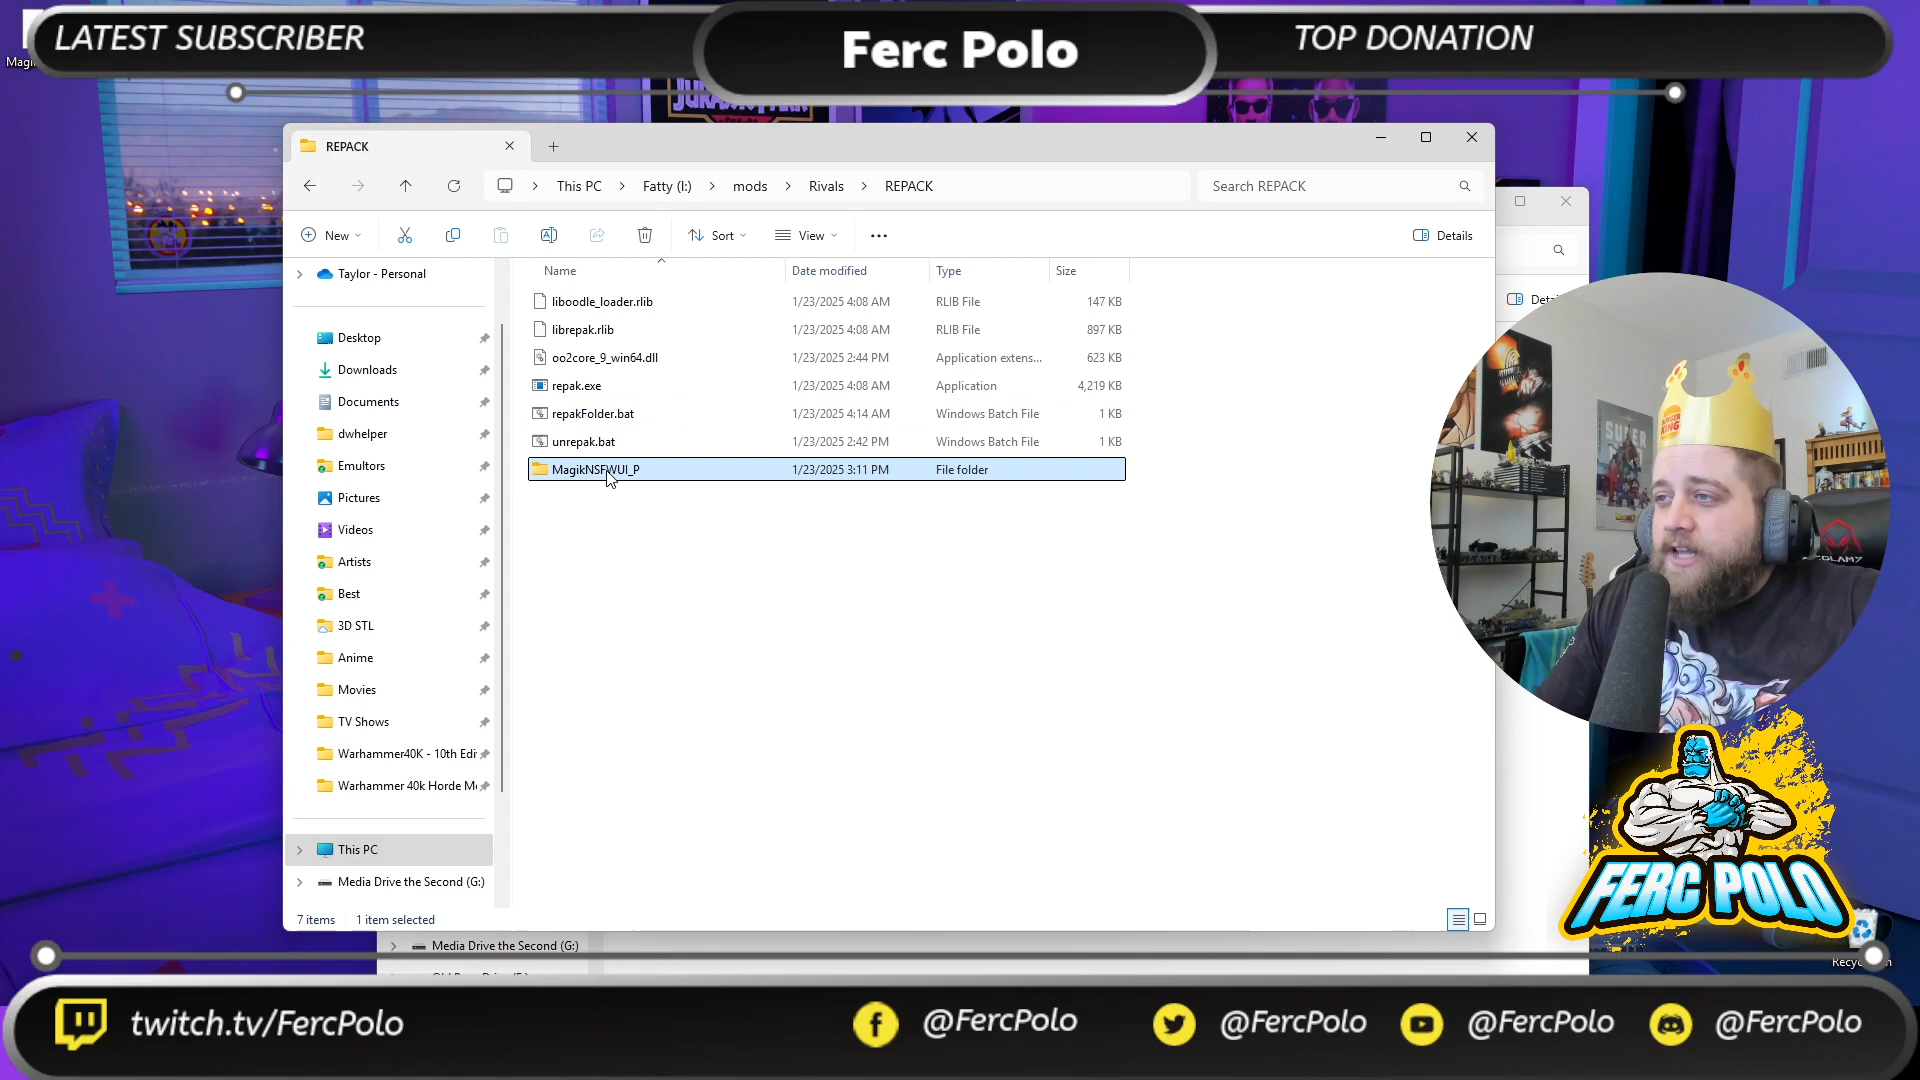 LATEST SUBSCRIBER
Ferc Polo
TOP DONATION
REPACK
This PC
Fatty (I:)
mods
Rivals
REPACK
Search REPACK
New
Sort
View
Details
Taylor - Personal
Desktop
Downloads
Documents
dwhelper
Emultors
Pictures
Videos
Artists
Best
3D STL
Anime
Movies
TV Shows
Warhammer40K - 10th Edi
Warhammer 40k Horde M
This PC
Media Drive the Second (G:)
Name Date modified Type Size
liboodle_loader.rlib 1/23/2025 4:08 AM RLIB File 147 KB
librepak.rlib 1/23/2025 4:08 AM RLIB File 897 KB
oo2core_9_win64.dll 1/23/2025 2:44 PM Application extens... 623 KB
repak.exe 1/23/2025 4:08 AM Application 4,219 KB
repakFolder.bat 1/23/2025 4:14 AM Windows Batch File 1 KB
unrepak.bat 1/23/2025 2:42 PM Windows Batch File 1 KB
MagikNSFWUI_P 1/23/2025 3:11 PM File folder
7 items 1 item selected
Media Drive the Second (G:)
SUPER
FERC POLO
twitch.tv/FercPolo
@FercPolo
@FercPolo
@FercPolo
@FercPolo